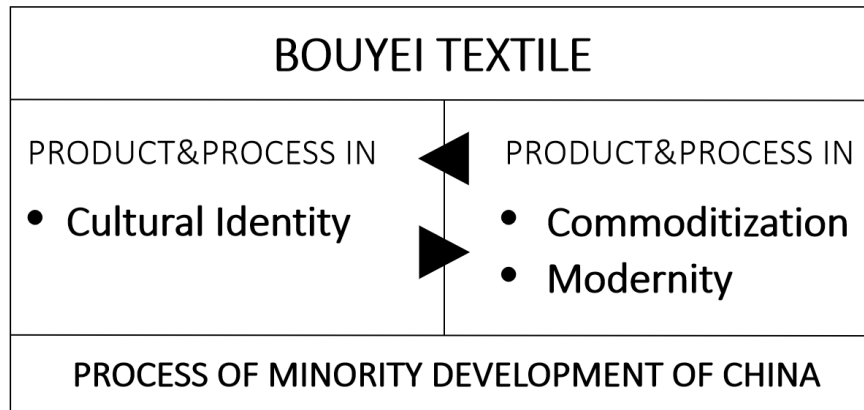 BOUYEI TEXTILE
PRODUCT&PROCESS IN
• Cultural Identity
PRODUCT&PROCESS IN
• Commoditization
• Modernity
PROCESS OF MINORITY DEVELOPMENT OF CHINA